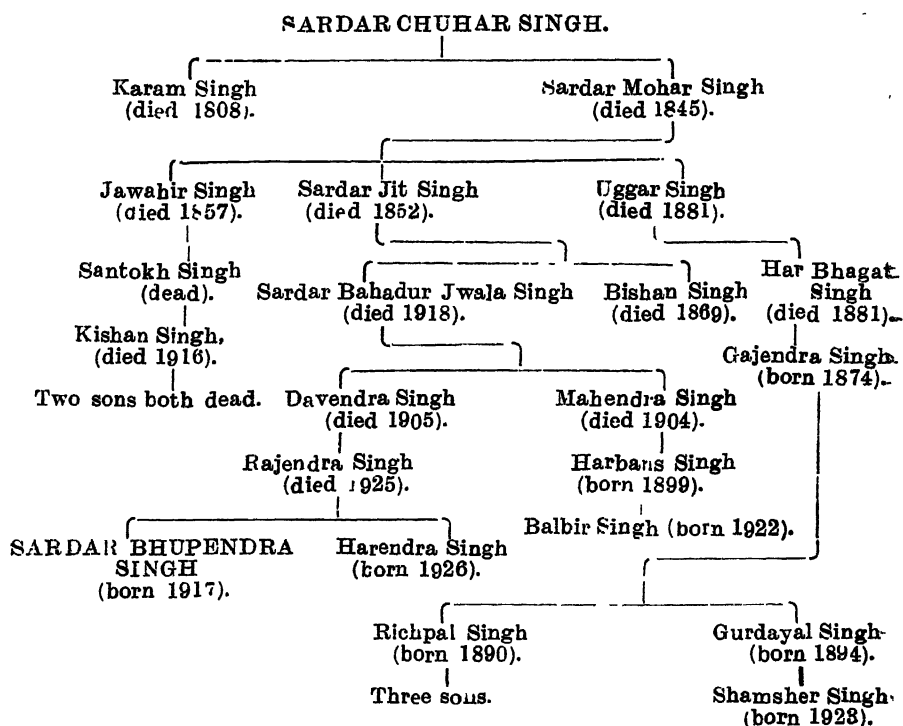 SARDAR CHUHAR SINGH.
Karam Singh
(died 1808).
Sardar Mohar Singh
(died 1845).
Jawahir Singh
(died 1857).
Sardar Jit Singh
(died 1852).
Uggar Singh
(died 1881).
Santokh Singh
(dead).
Sardar Bahadur Jwala Singh
(died 1918).
Bishan Singh
(died 1869).
Har Bhagat
Singh
(died 1881).
Kishan Singh,
(died 1916).
Gajendra Singh
(born 1874).
Two sons both dead.
Davendra Singh
(died 1905).
Mahendra Singh
(died 1904).
Rajendra Singh
(died 1925).
Harbans Singh
(born 1899).
Balbir Singh (born 1922).
SARDAR BHUPENDRA
SINGH
(born 1917).
Harendra Singh
(born 1926).
Richpal Singh
(born 1890).
Gurdayal Singh
(born 1894).
Three sons.
Shamsher Singh
(born 1923).